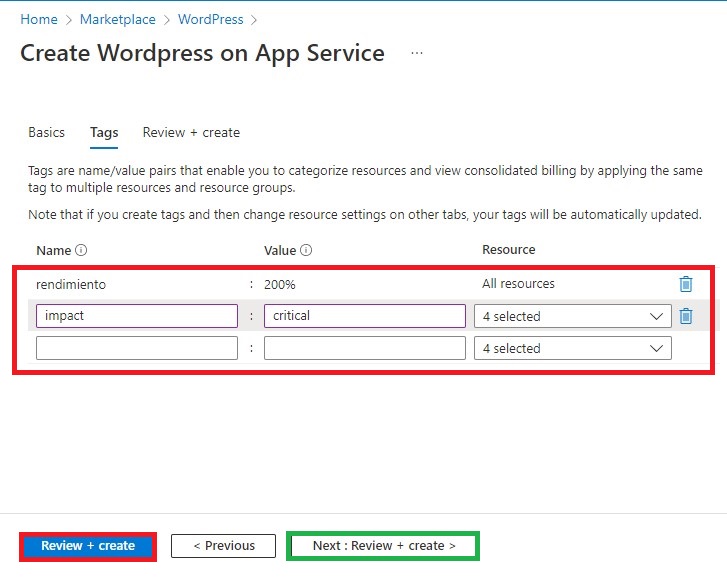 Home > Marketplace > WordPress >
Create Wordpress on App Service ...
Basics Tags Review + create
Tags are name/value pairs that enable you to categorize resources and view consolidated billing by applying the same
tag to multiple resources and resource groups.
Note that if you create tags and then change resource settings on other tabs, your tags will be automatically updated.
Name Value Resource
rendimiento : 200% All resources
impact : critical 4 selected
: 4 selected
Review + create < Previous Next : Review + create >